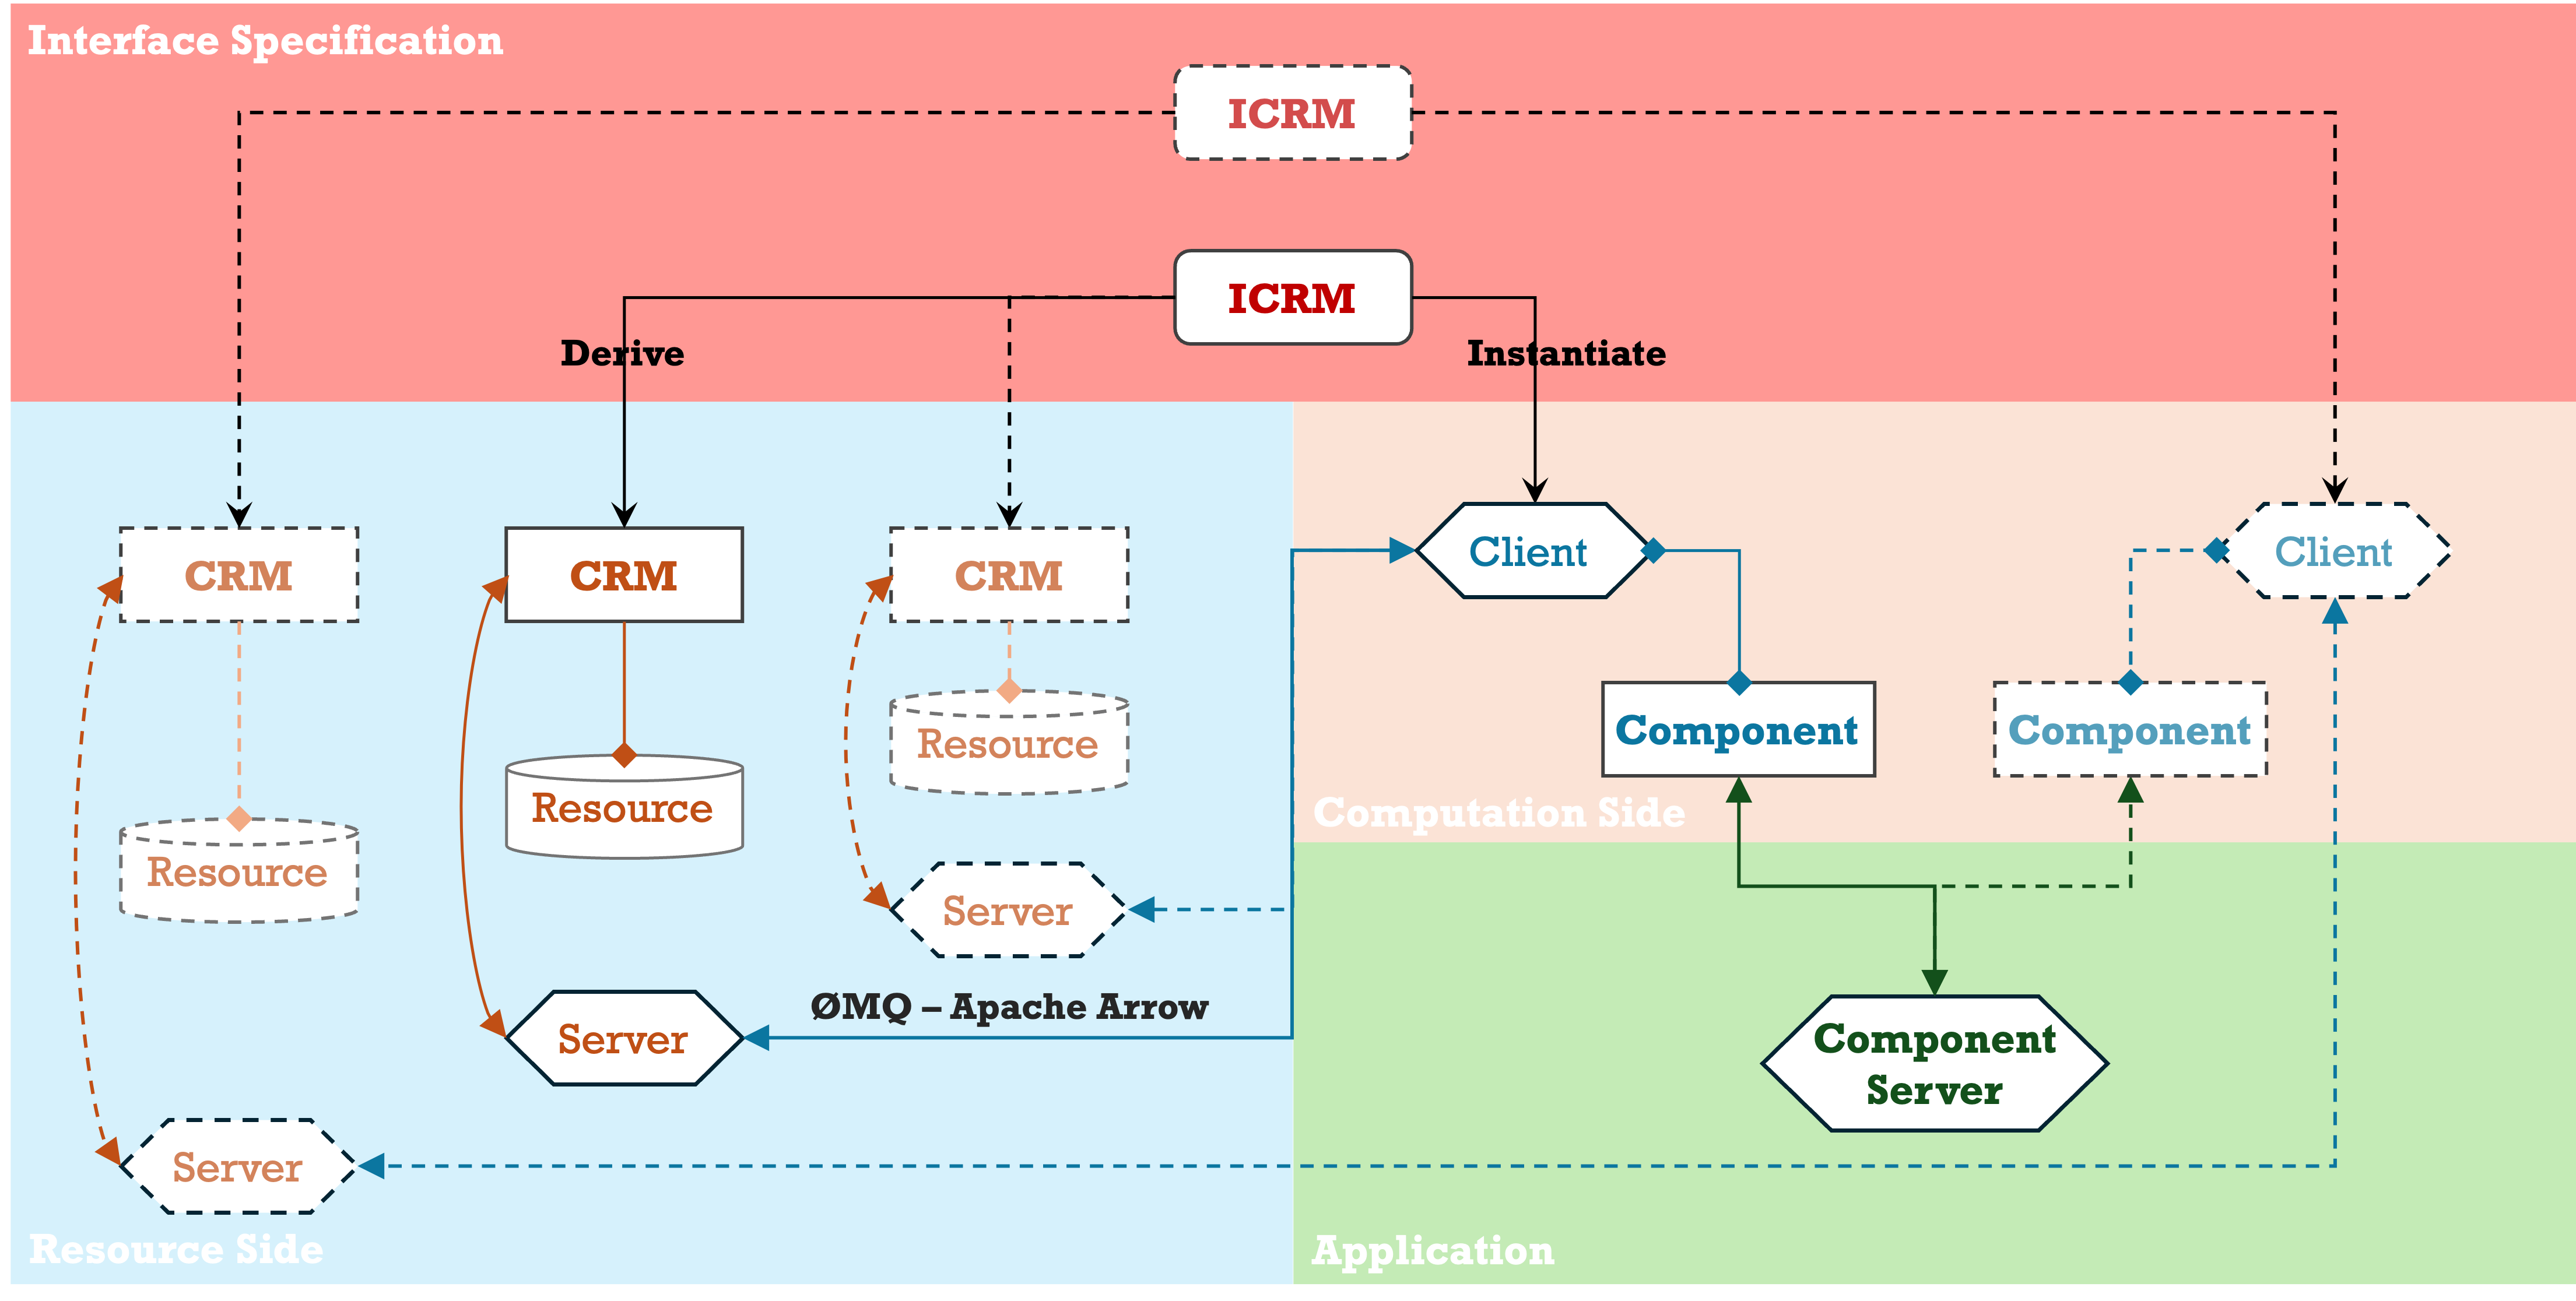 Interface Specification
ICRM
ICRM
Derive
Instantiate
CRM
CRM
CRM
Client
Client
Resource
Resource
Resource
Component
Component
Computation Side
Server
ØMQ – Apache Arrow
Server
Component
Server
Server
Resource Side
Application